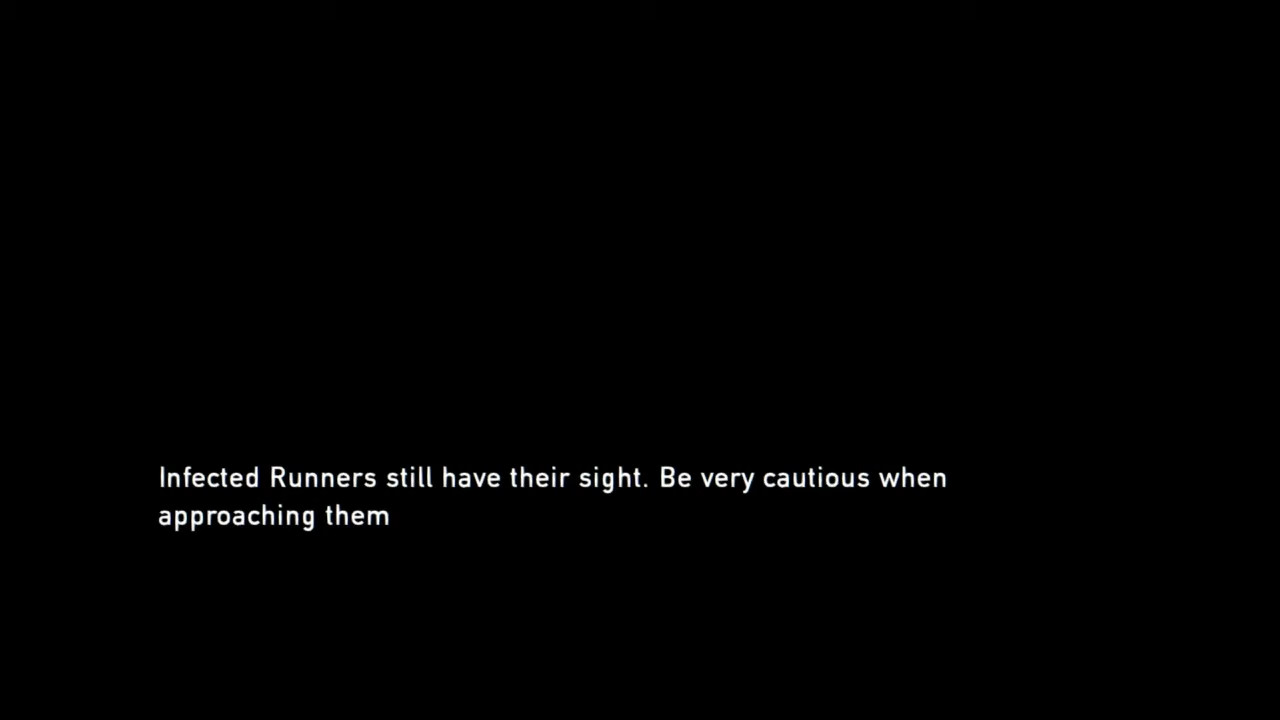 Infected Runners still have their sight. Be very cautious when
approaching them